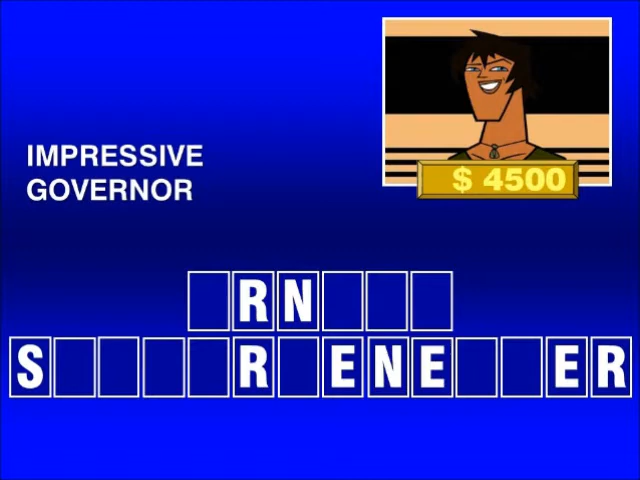 IMPRESSIVE
GOVERNOR
$ 4500
RN
S R ENE ER